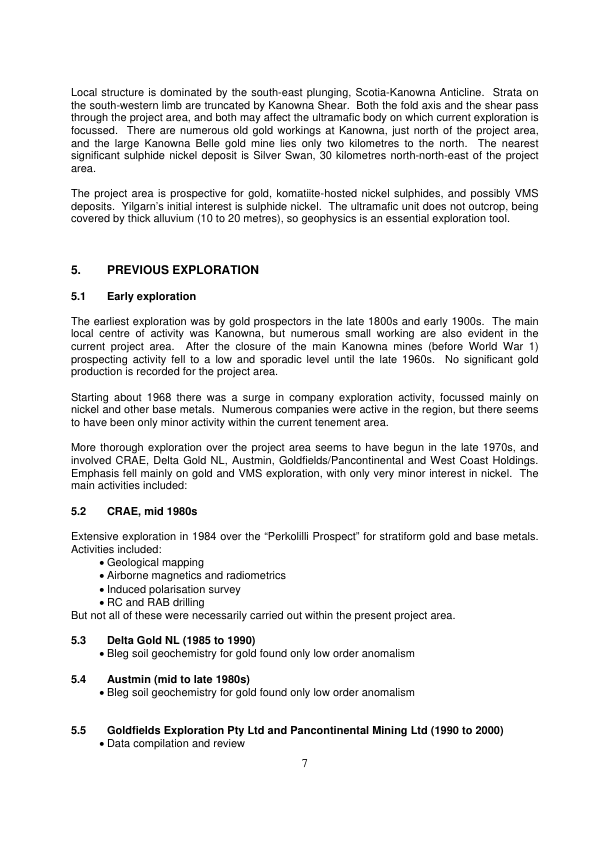 Local structure is dominated by the south-east plunging, Scotia-Kanowna Anticline. Strata on
the south-western limb are truncated by Kanowna Shear. Both the fold axis and the shear pass
through the project area, and both may affect the ultramafic body on which current exploration is
focussed. There are numerous old gold workings at Kanowna, just north of the project area,
and the large Kanowna Belle gold mine lies only two kilometres to the north. The nearest
significant sulphide nickel deposit is Silver Swan, 30 kilometres north-north-east of the project
area.
The project area is prospective for gold, komatiite-hosted nickel sulphides, and possibly VMS
deposits. Yilgarn's initial interest is sulphide nickel. The ultramafic unit does not outcrop, being
covered by thick alluvium (10 to 20 metres), so geophysics is an essential exploration tool.
5. PREVIOUS EXPLORATION
5.1 Early exploration
The earliest exploration was by gold prospectors in the late 1800s and early 1900s. The main
local centre of activity was Kanowna, but numerous small working are also evident in the
current project area. After the closure of the main Kanowna mines (before World War 1)
prospecting activity fell to a low and sporadic level until the late 1960s. No significant gold
production is recorded for the project area.
Starting about 1968 there was a surge in company exploration activity, focussed mainly on
nickel and other base metals. Numerous companies were active in the region, but there seems
to have been only minor activity within the current tenement area.
More thorough exploration over the project area seems to have begun in the late 1970s, and
involved CRAE, Delta Gold NL, Austmin, Goldfields/Pancontinental and West Coast Holdings.
Emphasis fell mainly on gold and VMS exploration, with only very minor interest in nickel. The
main activities included:
5.2 CRAE, mid 1980s
Extensive exploration in 1984 over the “Perkolilli Prospect” for stratiform gold and base metals.
Activities included:
• Geological mapping
• Airborne magnetics and radiometrics
• Induced polarisation survey
• RC and RAB drilling
But not all of these were necessarily carried out within the present project area.
5.3 Delta Gold NL (1985 to 1990)
• Bleg soil geochemistry for gold found only low order anomalism
5.4 Austmin (mid to late 1980s)
• Bleg soil geochemistry for gold found only low order anomalism
5.5 Goldfields Exploration Pty Ltd and Pancontinental Mining Ltd (1990 to 2000)
• Data compilation and review
7